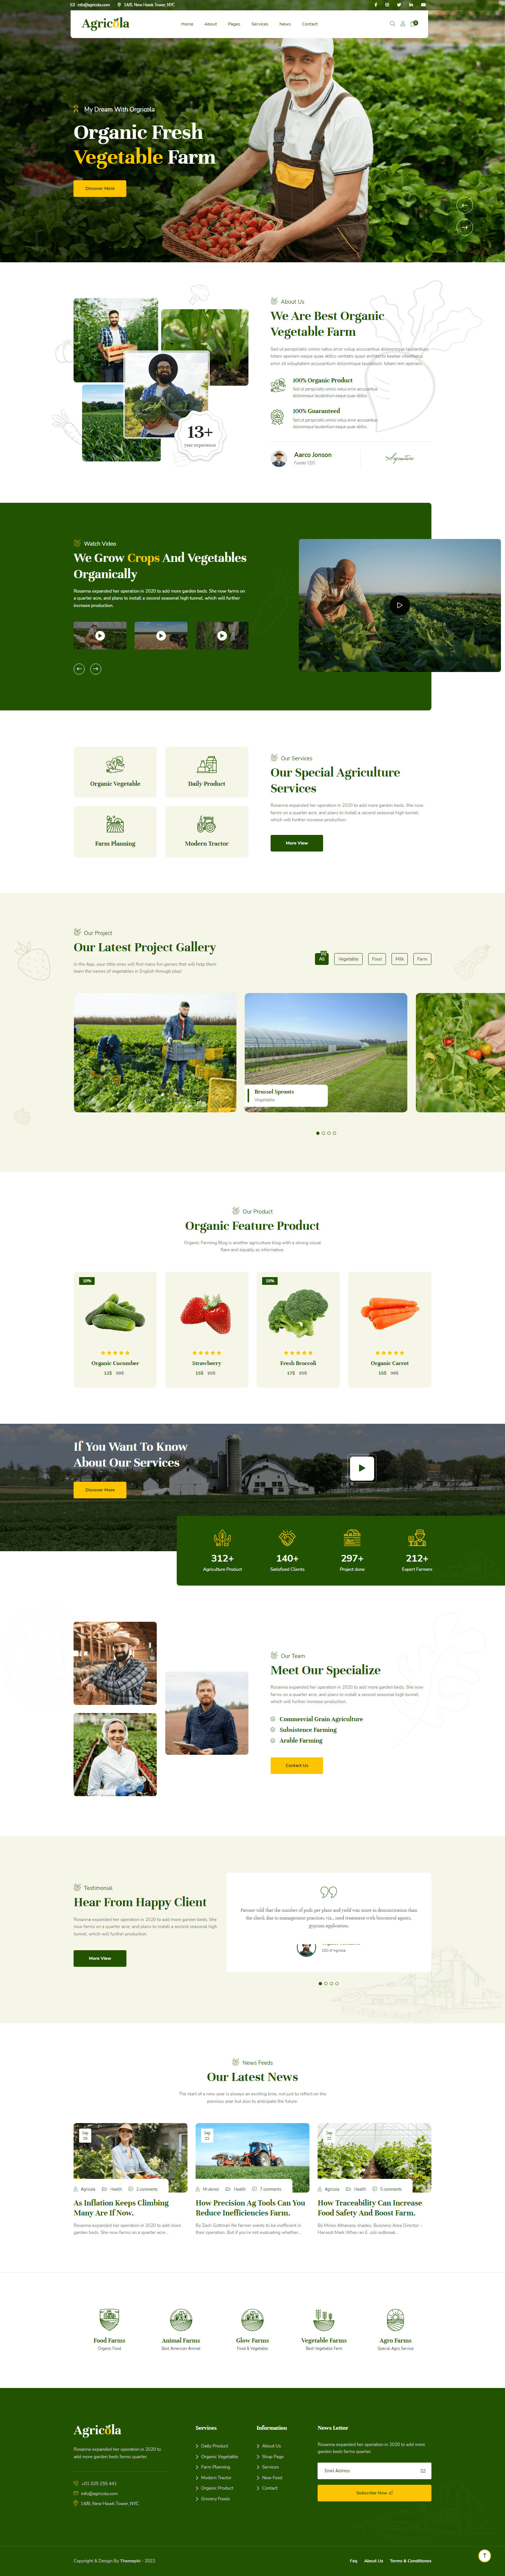 info@agricola.com
14/B, New Hawk Tower, NYC
Agricola
Home
About
Pages
Services
News
Contact
0
My Dream With Orgricola
Organic Fresh
Vegetable Farm
Discover More
About Us
We Are Best Organic
Vegetable Farm
Sed ut perspiciatis omnis natus error volup accusantium doloremque laudantium
totam aperiam eaque quae abillo veritatis quasi architecto beatae vitaeError
error sit voluptatem accusantium doloremque laudantium, totam rem aperiam.
100% Organic Product
Sed ut perspiciatis omnis natus error accusantiue
doloremque laudantium eaque quae abillo.
100% Guaranteed
Sed ut perspiciatis omnis natus error accusantiue
doloremque laudantium eaque quae abillo.
13+
year experience
Aarco Jonson
Funder CEO
Signature
Watch Video
We Grow Crops And Vegetables
Organically
Rosanna expanded her operation in 2020 to add more garden beds. She now farms on
a quarter acre, and plans to install a second seasonal high tunnel, which will further
increase production.
Organic Vegetable
Daily Product
Farm Planning
Modern Tractor
Our Services
Our Special Agriculture
Services
Rosanna expanded her operation in 2020 to add more garden beds. She now
farms on a quarter acre, and plans to install a second seasonal high tunnel,
which will further increase production.
More View
Our Project
Our Latest Project Gallery
In the App, your little ones will find many fun games that will help them
learn the names of vegetables in English through play!
All
Vegetable
Food
Milk
Farm
Brussel Sprouts
Vegetable
Our Product
Organic Feature Product
Organic Farming Blog is another agriculture blog with a strong visual
flare and equally as information
10%
Organic Cucumber
12$
Strawberry
15$
Fresh Broccoli
17$
Organic Carrot
15$
If You Want To Know
About Our Services
Discover More
312+
Agriculture Product
140+
Satisfised Clients
297+
Project done
212+
Expert Farmers
Our Team
Meet Our Specialize
Rosanna expanded her operation in 2020 to add more garden beds. She now
farms on a quarter acre, and plans to install a second seasonal high tunnel,
which will further increase production.
Commercial Grain Agriculture
Subsistence Farming
Arable Farming
Contact Us
Testimonial
Hear From Happy Client
Rosanna expanded her operation in 2020 to add more garden beds. She
now farms on a quarter acre, and plans to install a second seasonal high
tunnel, which will further increase production.
More View
Farmer told that the number of pods per plant and yield was more in demonstration than
the check due to management practices viz., seed treatment with biocontrol agents,
gypsum application.
CEO of Agricola
News Feeds
Our Latest News
The start of a new year is always an exciting time, not just to reflect on the
previous year but also to anticipate the future.
Sep
Agricola
Health
2 comments
As Inflation Keeps Climbing
Many Are If Now.
Rosanna expanded her operation in 2020 to add more
garden beds. She now farms on a quarter acre...
Sep
22
Health
7 comments
How Precision Ag Tools Can You
Reduce Inefficiencies Farm.
By Zach Gottman No farmer wants to be inefficient in
their operation. But if you're not evaluating whether...
Sep
22
Agricola
Health
5 comments
How Traceability Can Increase
Food Safety And Boost Farm.
By Minos Athanasy shades, Business Area Director –
Harvest Mark When an E. coli outbreak...
Food Farms
Organic Food
Animal Farms
Best American Animal
Glow Farms
Food & Vegetable
Vegetable Farms
Best Vegetable Farm
Agro Farms
Special Agro Service
Agricola
Rosanna expanded her operation in 2020 to
add more garden beds farms quarter.
+01 025 255 441
info@agricola.com
14/B, New Hawk Tower, NYC
Services
Daily Product
Organic Vegetable
Farm Planning
Modern Tractor
Organic Product
Grocery Foods
Information
About Us
Shop Page
Services
New Feed
Contact
News Letter
Rosanna expanded her operation in 2020 to add more garden
beds farms quarter.
Email Address
Subscribe Now
Copyright & Design By Themephi - 2022
Faq
About Us
Terms & Conditionss